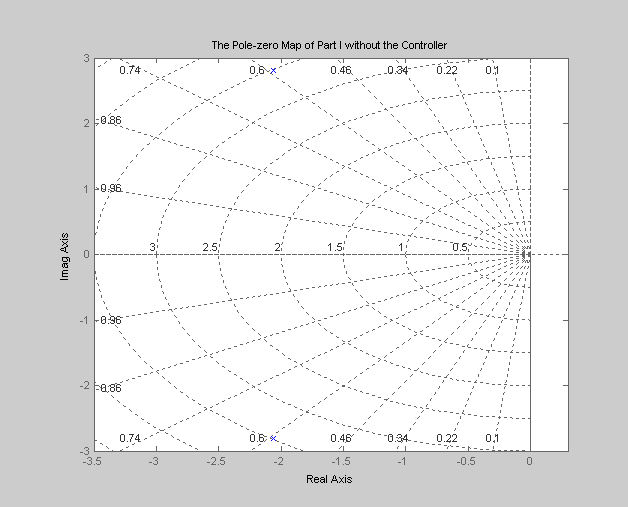 The Pole-zero Map of Part I without the Controller
3
0.74 0.6 × 0.46 0.34 0.22 0.1
2
0.86
1
0.96
Imag Axis
0
3 2.5 2 1.5 1 0.5
-1
0.96
-2
0.86
0.74 0.6 × 0.46 0.34 0.22 0.1
-3
-3.5 -3 -2.5 -2 -1.5 -1 -0.5 0
Real Axis